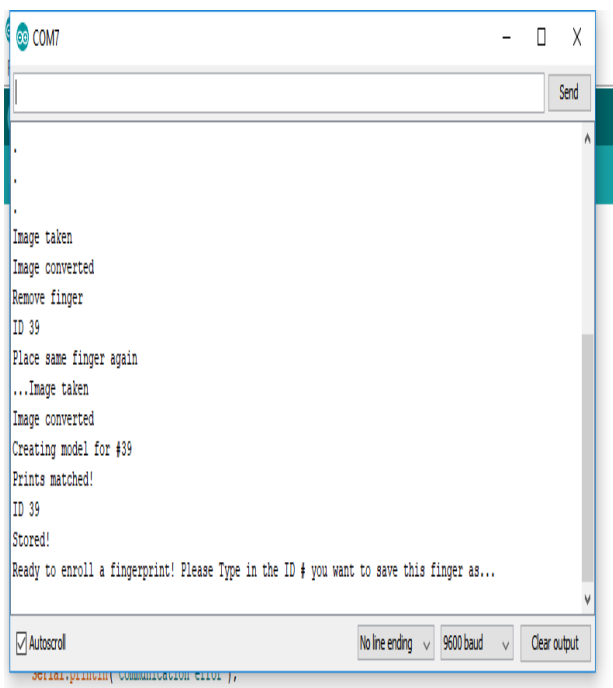 COM7
Send
.
.
.
Image taken
Image converted
Remove finger
ID 39
Place same finger again
...Image taken
Image converted
Creating model for #39
Prints matched!
ID 39
Stored!
Ready to enroll a fingerprint! Please Type in the ID # you want to save this finger as...
Autoscroll
No line ending
9600 baud
Clear output
Serial.println("Communication error");